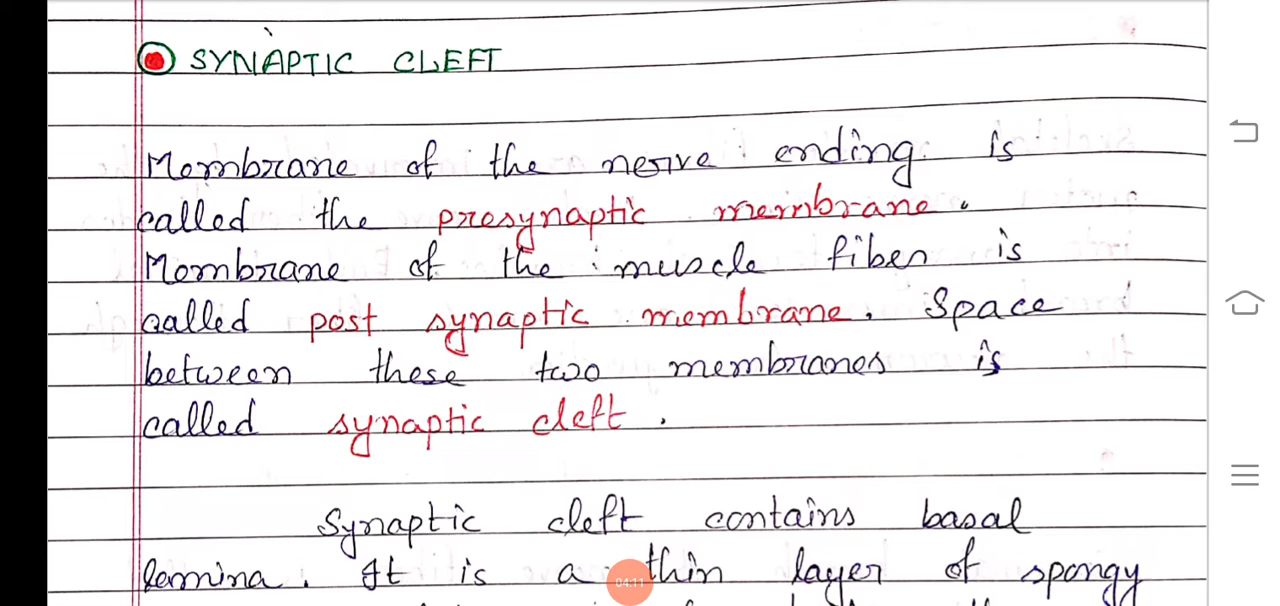 SYNAPTIC CLEFT
Membrane of the nerve ending is
called the presynaptic membrane.
Membrane of the muscle fiber is
called post synaptic membrane. Space
between these two membranes is
called synaptic cleft.
Synaptic cleft contains basal
lamina. It is a thin layer of spongy
04:11